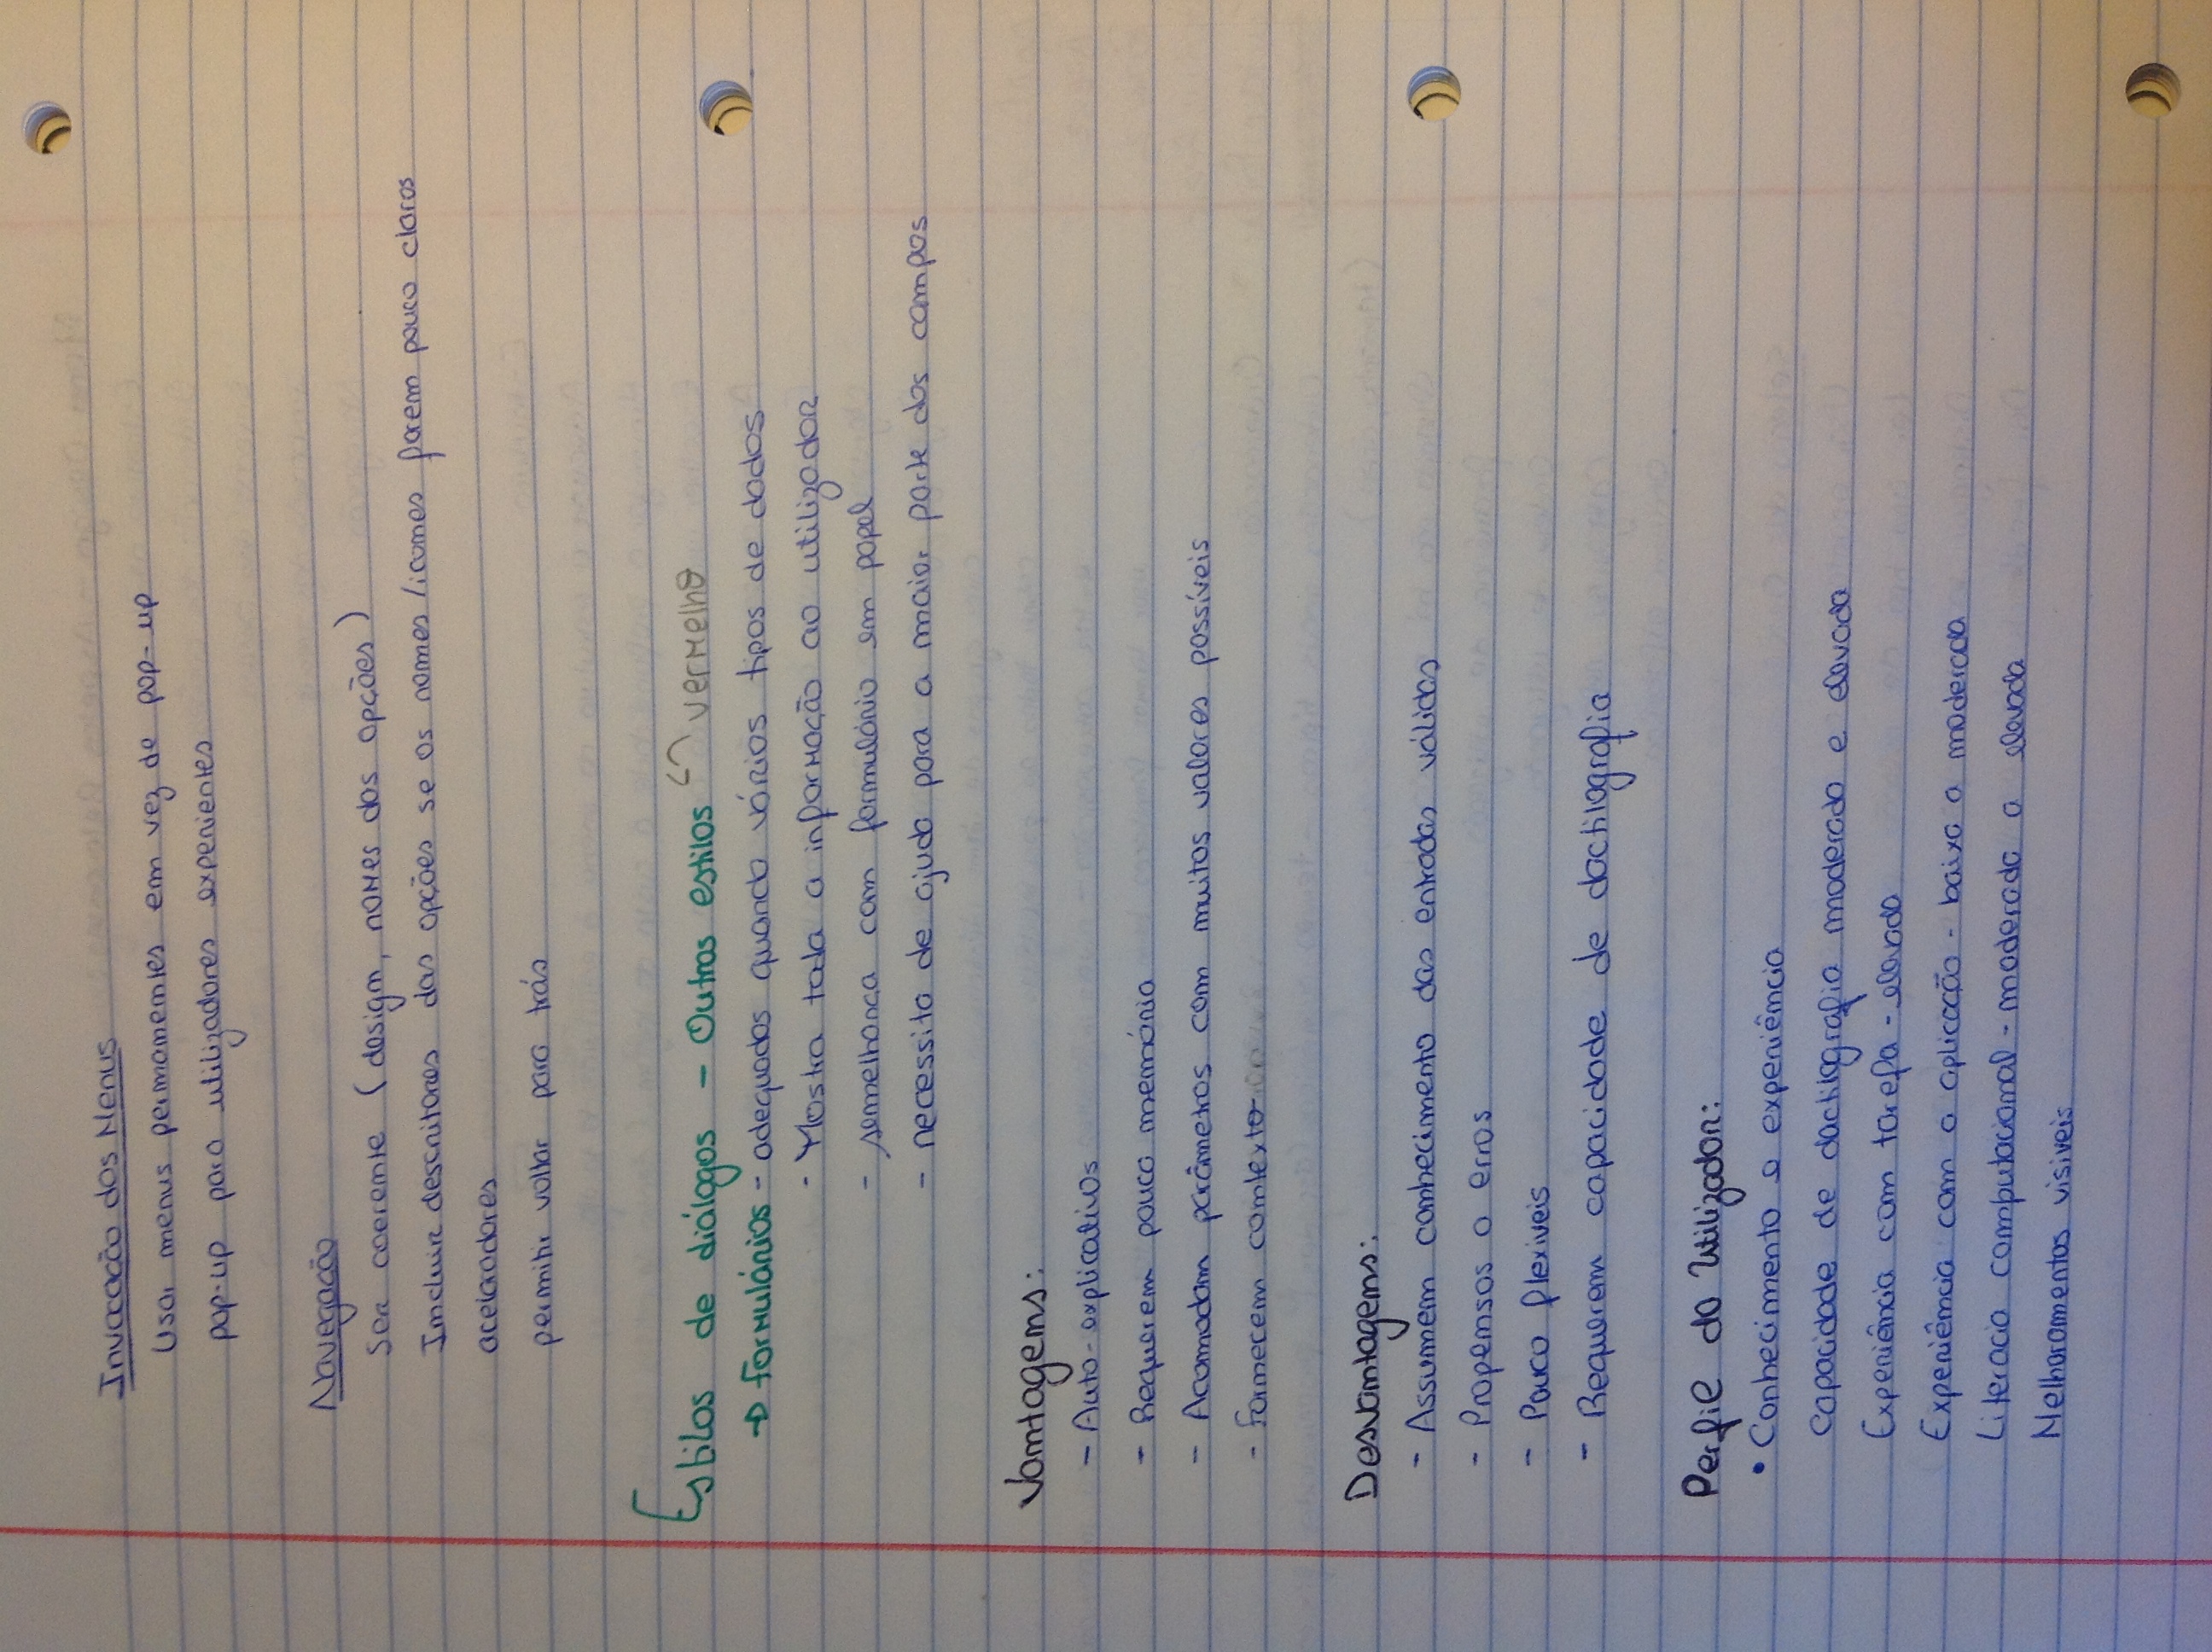 Invocação dos Menus
Usar menus permanentes em vez de pop-up
pop-up para utilizadores experientes
Navegação
Ser coerente (design, nomes das opções)
Incluir descritores das opções se os nomes/icones forem pouco claros
aceleradores
permitir voltar para trás
Estilos de diálogos - Outros estilos vermelho
→ formulários - adequados quando vários tipos de dados
- Mostra toda a informação ao utilizador
- semelhança com formulário em papel
- necessita de ajuda para a maior parte dos campos
Vantagens:
- Auto-explicativos
- Requerem pouca memória
- Acomodam parâmetros com muitos valores possíveis
- fornecem contexto
Desvantagens:
- Assumem conhecimento das entradas válidas
- Propensos a erros
- Pouco flexiveis
- Requerem capacidade de dactilografia
Perfil do Utilizador:
• Conhecimento e experiência
Capacidade de dactilografia moderada e elevada
Experiência com tarefa - elevada
Experiência com a aplicação - baixa a moderada
Literacia computacional - moderada a elevada
Melhoramentos visiveis